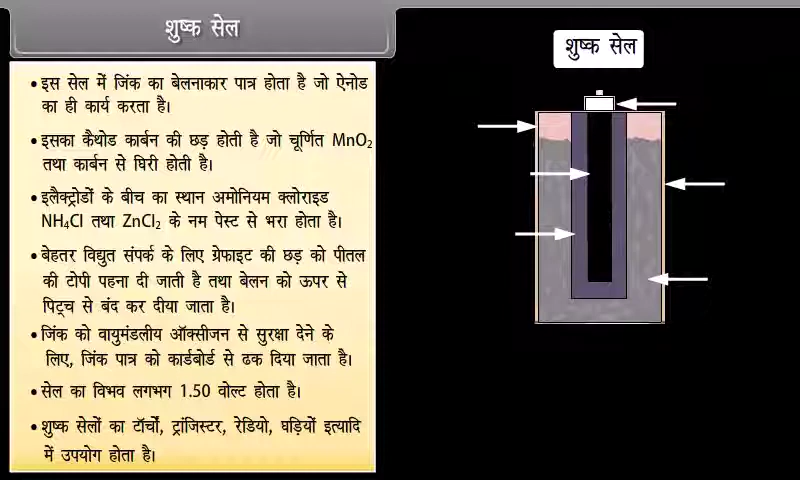 शुष्क सेल
• इस सेल में जिंक का बेलनाकार पात्र होता है जो ऐनोड
का ही कार्य करता है।
• इसका कैथोड कार्बन की छड़ होती है जो चूर्णित MnO₂
तथा कार्बन से घिरी होती है।
• इलैक्ट्रोडों के बीच का स्थान अमोनियम क्लोराइड
NH₄Cl तथा ZnCl₂ के नम पेस्ट से भरा होता है।
• बेहतर विद्युत संपर्क के लिए ग्रेफाइट की छड़ को पीतल
की टोपी पहना दी जाती है तथा बेलन को ऊपर से
पिट्च से बंद कर दीया जाता है।
• जिंक को वायुमंडलीय ऑक्सीजन से सुरक्षा देने के
लिए, जिंक पात्र को कार्डबोर्ड से ढक दिया जाता है।
• सेल का विभव लगभग 1.50 वोल्ट होता है।
• शुष्क सेलों का टॉर्चों, ट्रांजिस्टर, रेडियो, घड़ियों इत्यादि
में उपयोग होता है।
शुष्क सेल